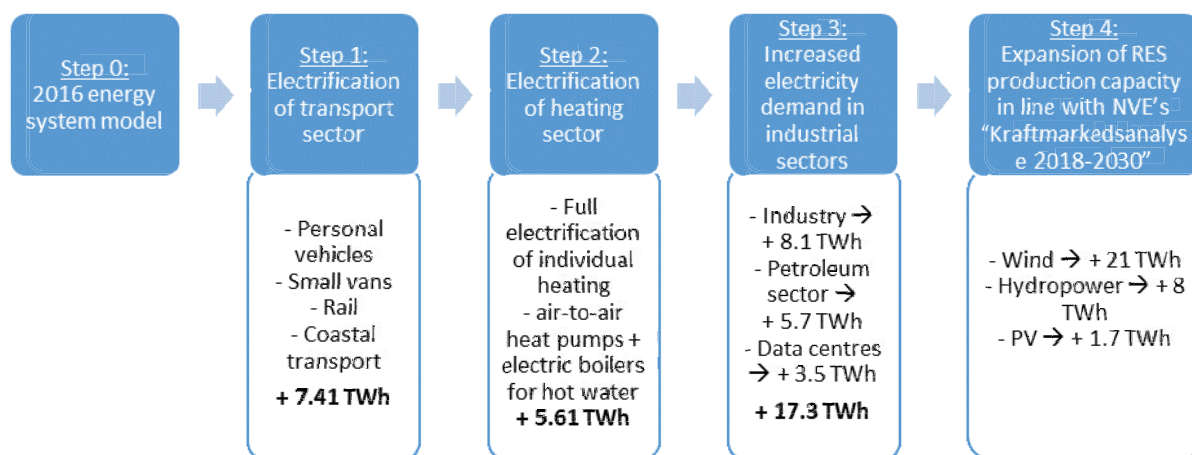 Step 0:
2016 energy
system model
Step 1:
Electrification
of transport
sector
- Personal
vehicles
- Small vans
- Rail
- Coastal
transport
+ 7.41 TWh
Step 2:
Electrification
of heating
sector
- Full
electrification
of individual
heating
- air-to-air
heat pumps +
electric boilers
for hot water
+ 5.61 TWh
Step 3:
Increased
electricity
demand in
industrial
sectors
- Industry →
+ 8.1 TWh
- Petroleum
sector →
+ 5.7 TWh
- Data centres
→ + 3.5 TWh
+ 17.3 TWh
Step 4:
Expansion of RES
production capacity
in line with NVE's
“Kraftmarkedsanalys
e 2018-2030”
- Wind → + 21 TWh
- Hydropower → + 8
TWh
- PV → + 1.7 TWh